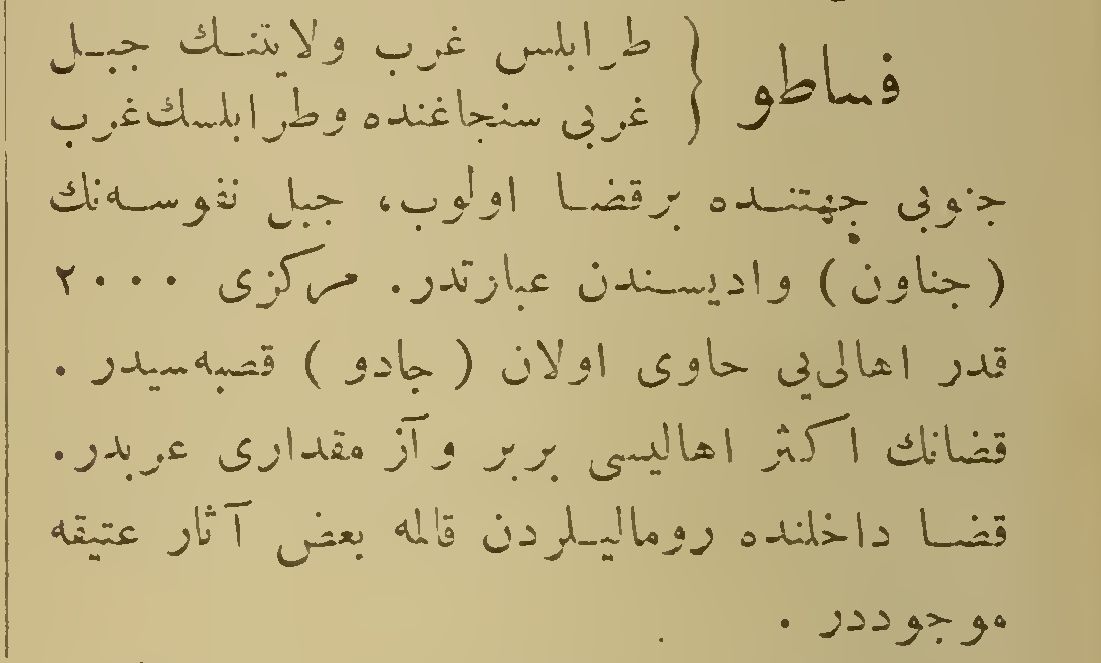 فساطو { طرابلس غرب ولایتنك جبل
غربی سنجاغنده وطرابلسك‌غرب
جنوبی جهتنده برقضا اولوب، جبل نفوسه‌نك
( جناون ) وادیسندن عبارتدر. مرکزی ۲۰۰۰
قدر اهالی‌یی حاوی اولان ( جادو ) قصبه‌سیدر .
قضانك اکثر اهالیسی بربر وآز مقداری عربدر.
قضا داخلنده رومالیلردن قالمه بعض آثار عتیقه
موجوددر .